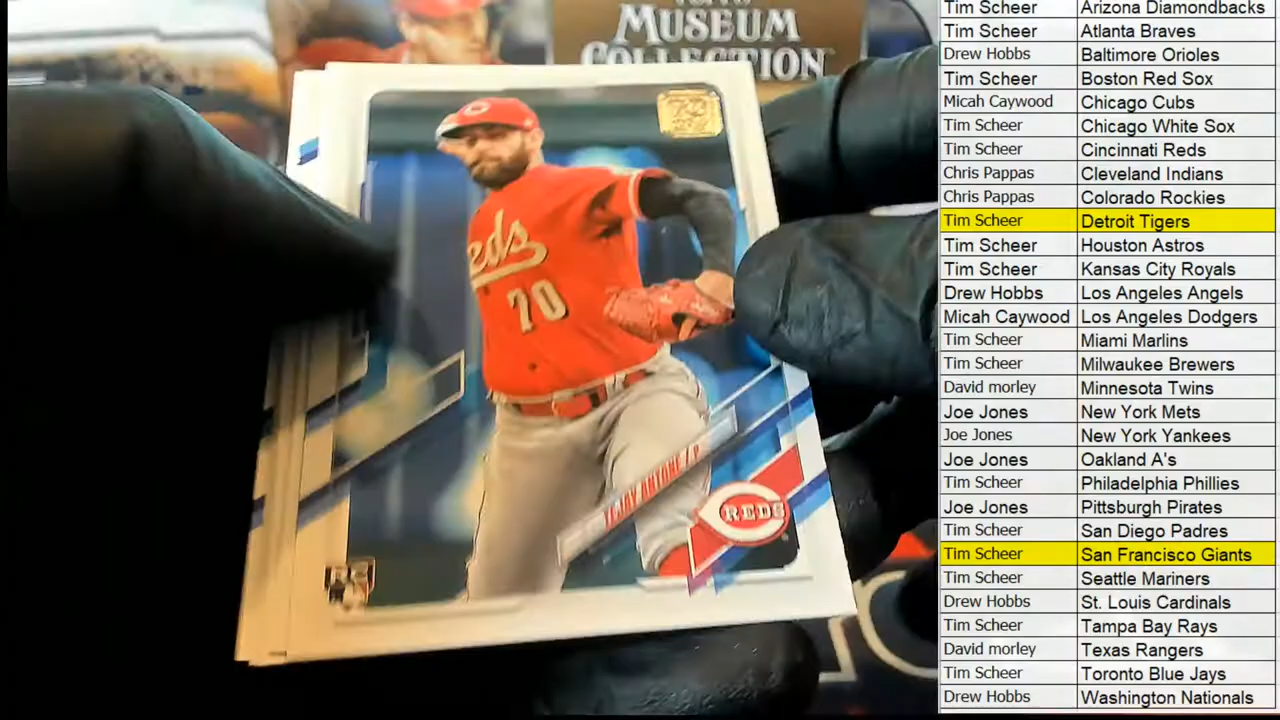 MUSEUM
COLLECTION
eds
70
TEJAY ANTONE / P
REDS
Tim Scheer Arizona Diamondbacks
Tim Scheer Atlanta Braves
Drew Hobbs Baltimore Orioles
Tim Scheer Boston Red Sox
Micah Caywood Chicago Cubs
Tim Scheer Chicago White Sox
Tim Scheer Cincinnati Reds
Chris Pappas Cleveland Indians
Chris Pappas Colorado Rockies
Tim Scheer Detroit Tigers
Tim Scheer Houston Astros
Tim Scheer Kansas City Royals
Drew Hobbs Los Angeles Angels
Micah Caywood Los Angeles Dodgers
Tim Scheer Miami Marlins
Tim Scheer Milwaukee Brewers
David morley Minnesota Twins
Joe Jones New York Mets
Joe Jones New York Yankees
Joe Jones Oakland A's
Tim Scheer Philadelphia Phillies
Joe Jones Pittsburgh Pirates
Tim Scheer San Diego Padres
Tim Scheer San Francisco Giants
Tim Scheer Seattle Mariners
Drew Hobbs St. Louis Cardinals
Tim Scheer Tampa Bay Rays
David morley Texas Rangers
Tim Scheer Toronto Blue Jays
Drew Hobbs Washington Nationals